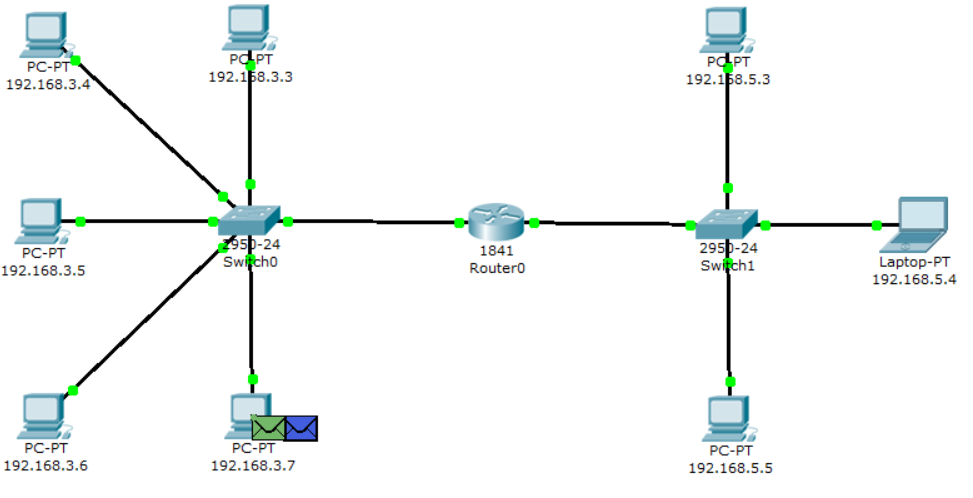 PC-PT
192.168.3.4
PC-PT
192.168.3.3
PC-PT
192.168.5.3
PC-PT
192.168.3.5
2950-24
Switch0
1841
Router0
2950-24
Switch1
Laptop-PT
192.168.5.4
PC-PT
192.168.3.6
PC-PT
192.168.3.7
PC-PT
192.168.5.5